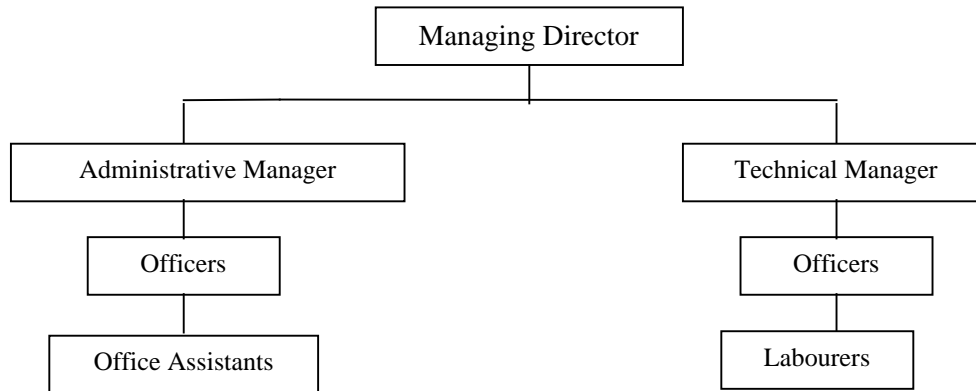 Managing Director
Administrative Manager
Technical Manager
Officers
Officers
Office Assistants
Labourers